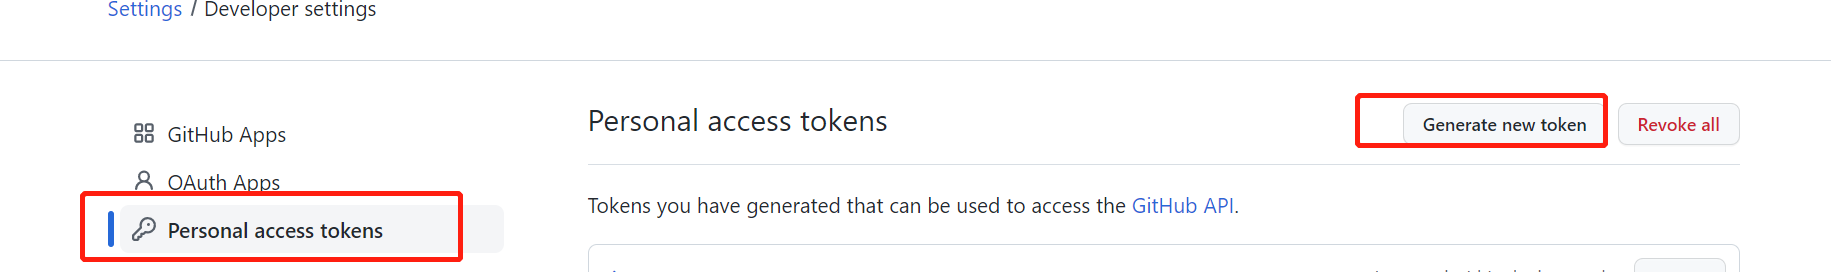 Settings / Developer settings
GitHub Apps
OAuth Apps
Personal access tokens
Personal access tokens
Generate new token
Revoke all
Tokens you have generated that can be used to access the GitHub API.